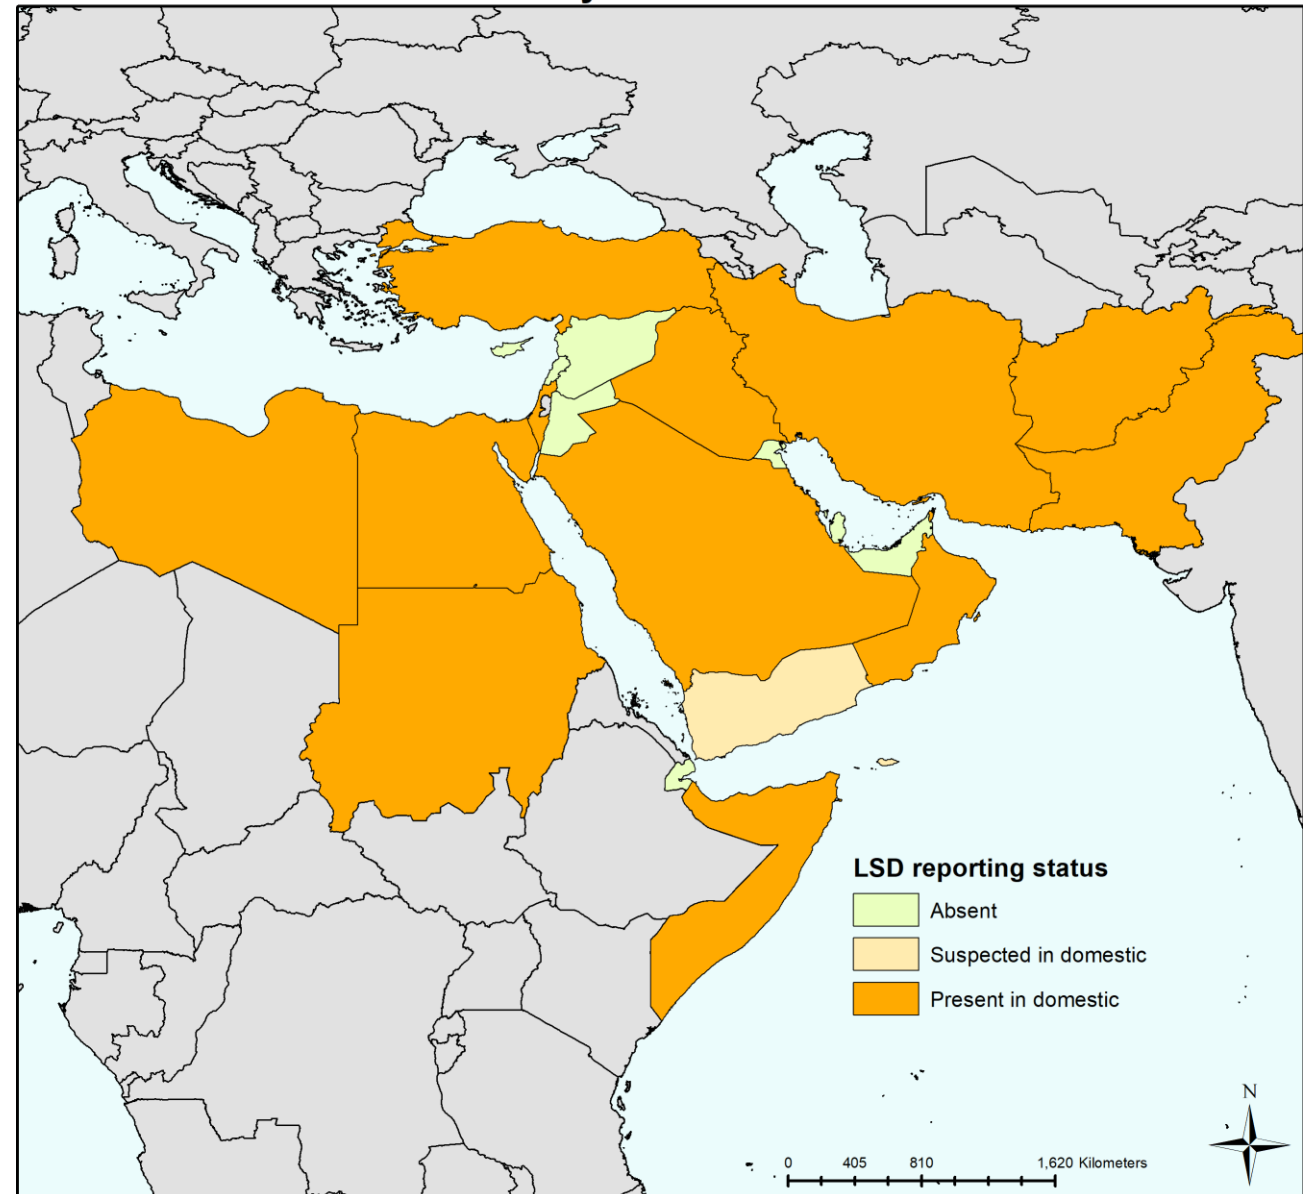 LSD reporting status
Absent
Suspected in domestic
Present in domestic
N
0 405 810 1,620 Kilometers